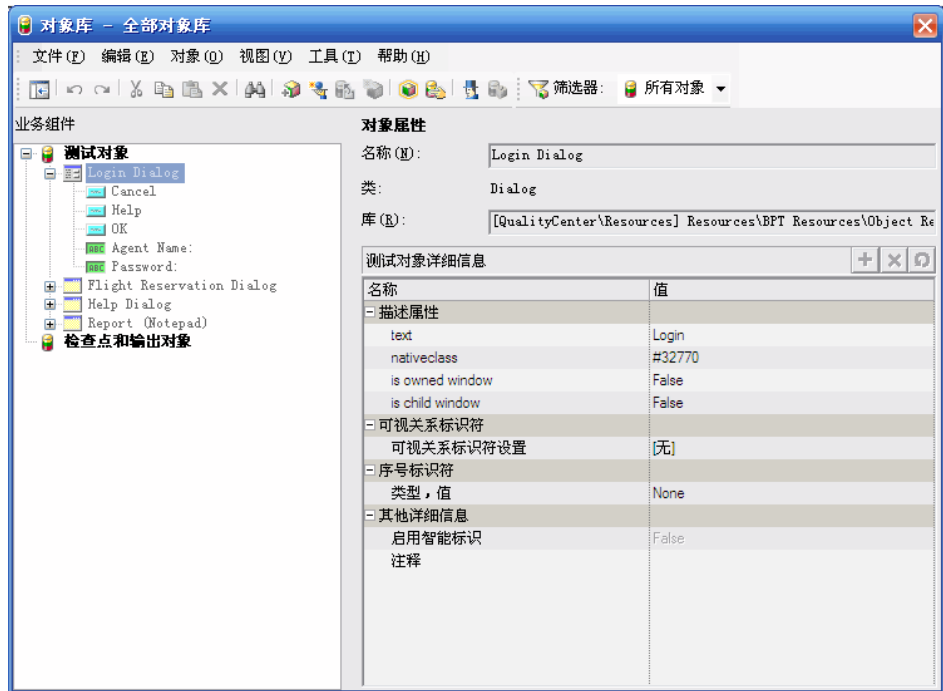 对象库 - 全部对象库
文件(F) 编辑(E) 对象(O) 视图(V) 工具(T) 帮助(H)
筛选器: 所有对象
业务组件
测试对象
Login Dialog
Cancel
Help
OK
ABC Agent Name:
ABC Password:
Flight Reservation Dialog
Help Dialog
Report (Notepad)
检查点和输出对象
对象属性
名称(N): Login Dialog
类: Dialog
库(R): [QualityCenter\Resources] Resources\BPT Resources\Object Re
测试对象详细信息
名称 值
描述属性
text Login
nativeclass #32770
is owned window False
is child window False
可视关系标识符
可视关系标识符设置 [无]
序号标识符
类型，值 None
其他详细信息
启用智能标识 False
注释